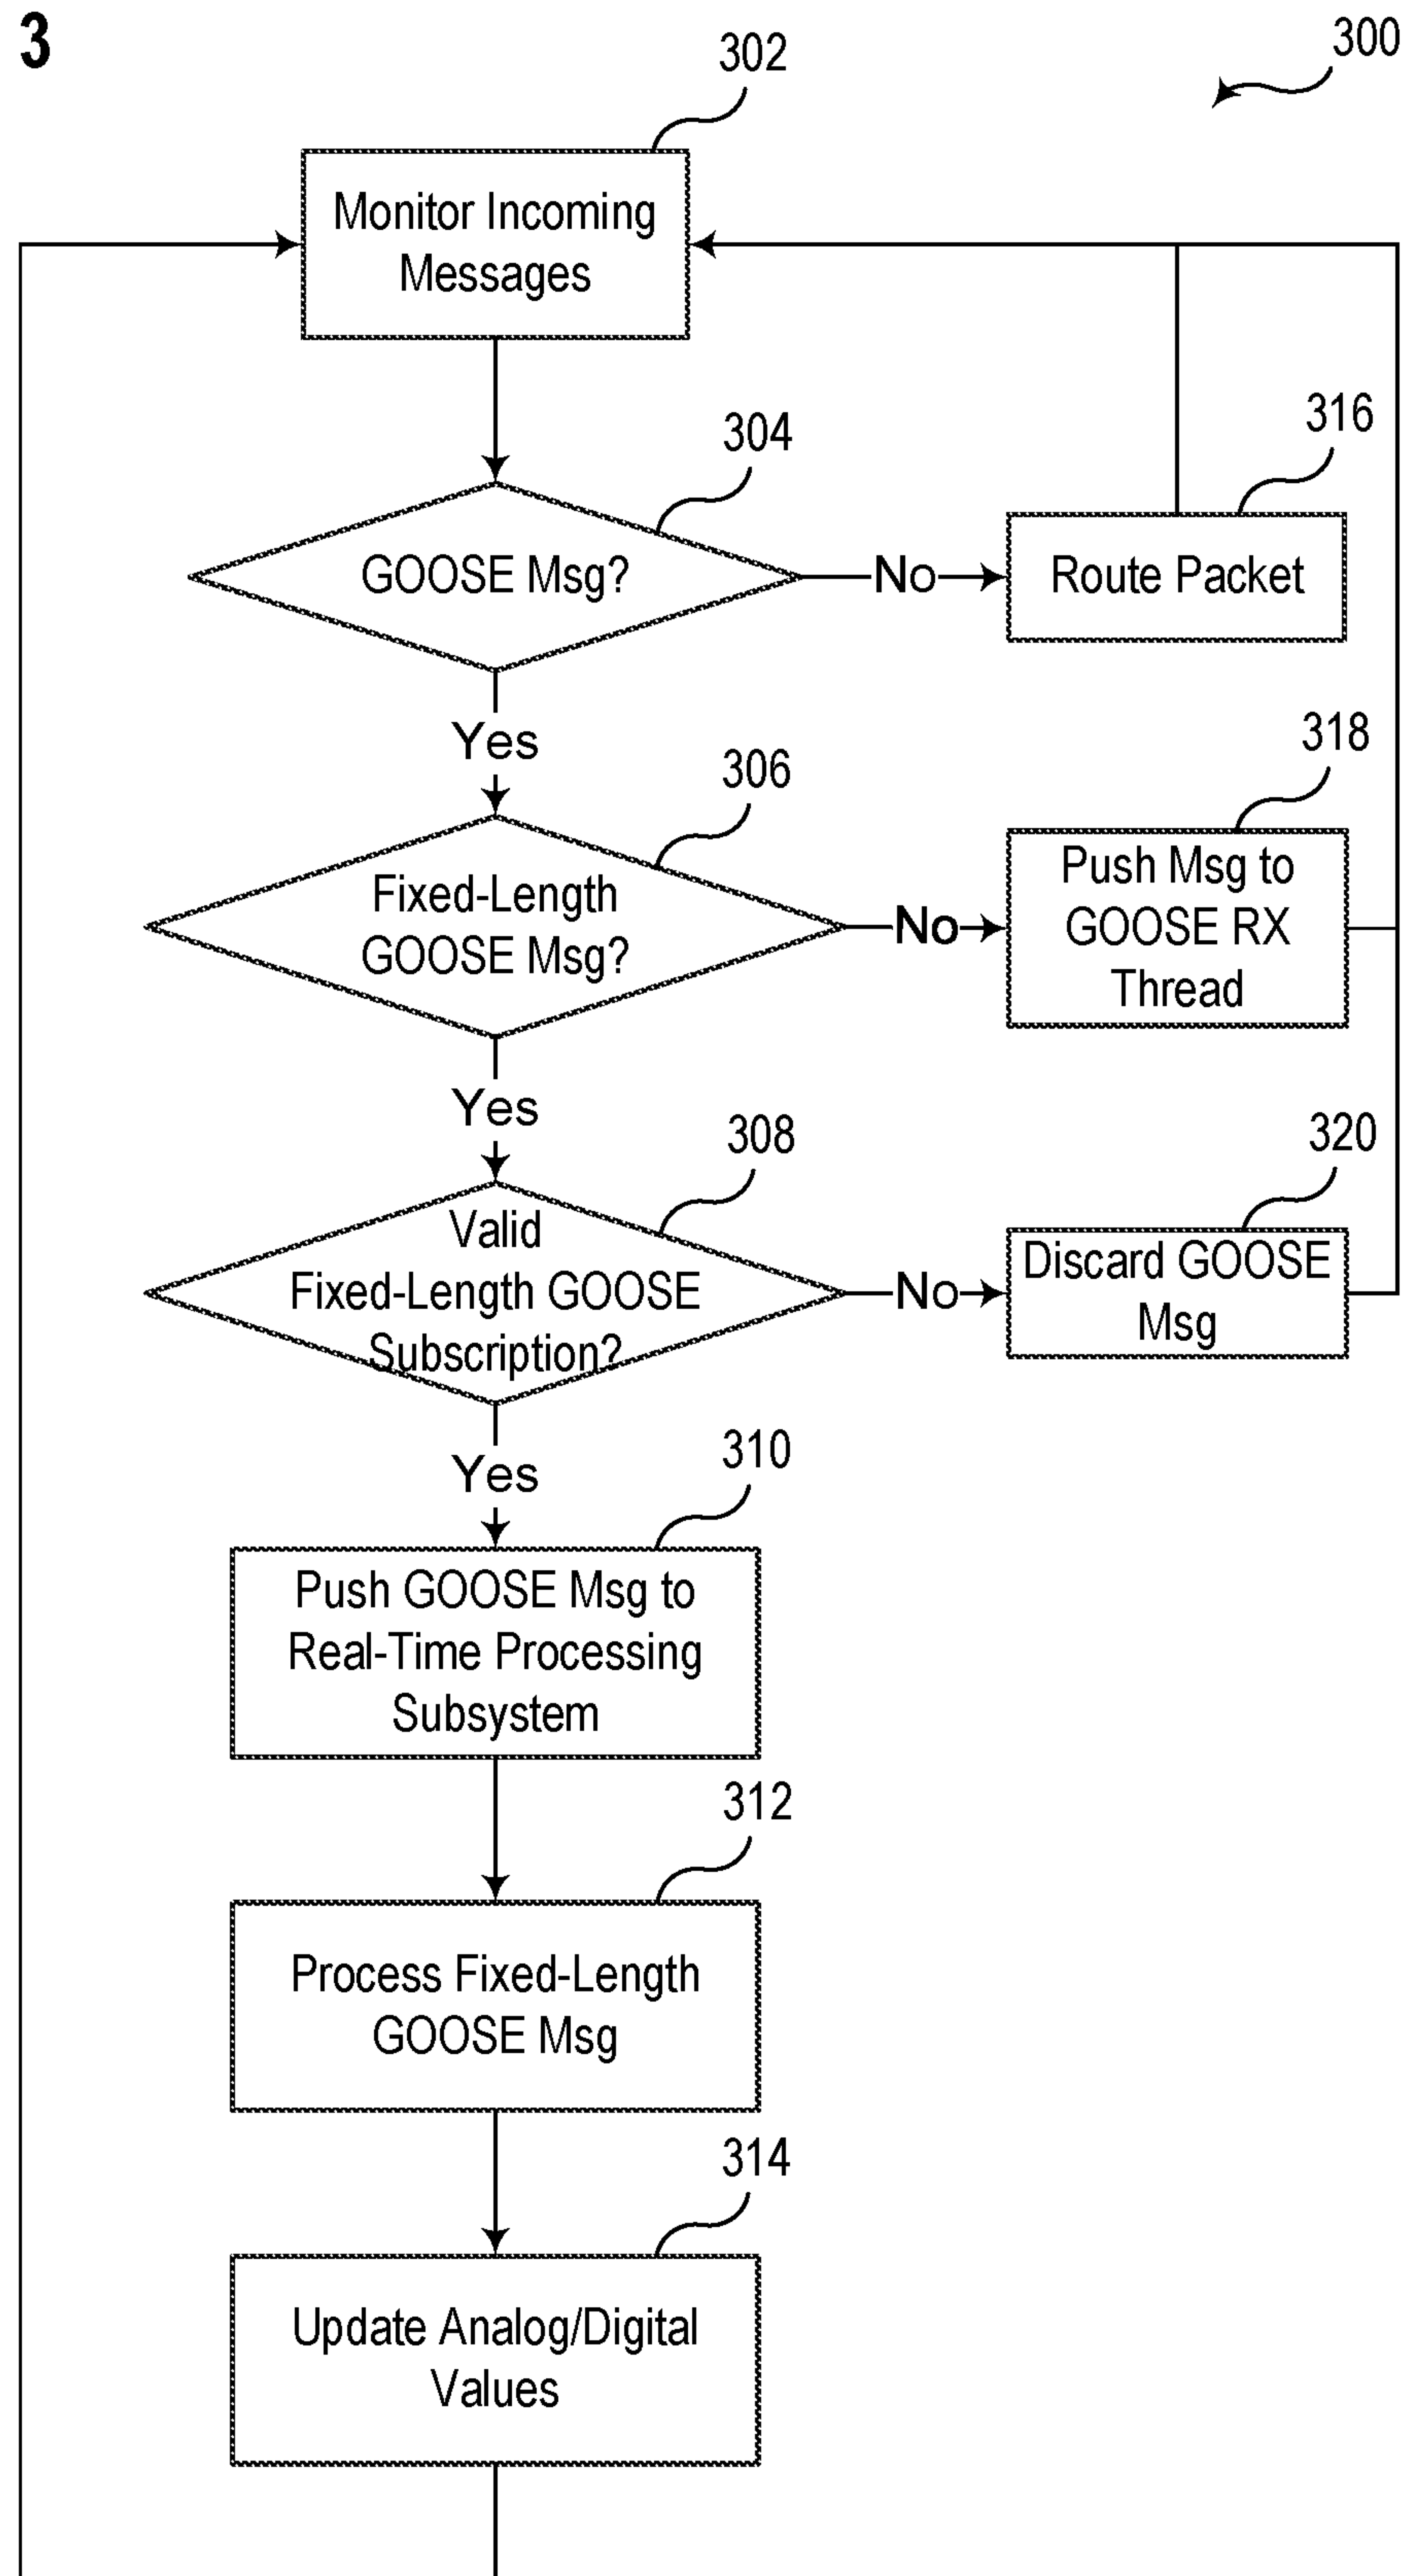 3
300
302
Monitor Incoming
Messages
304
GOOSE Msg?
No
316
Route Packet
Yes
306
Fixed-Length
GOOSE Msg?
No
318
Push Msg to
GOOSE RX
Thread
Yes
308
Valid
Fixed-Length GOOSE
Subscription?
No
320
Discard GOOSE
Msg
Yes
310
Push GOOSE Msg to
Real-Time Processing
Subsystem
312
Process Fixed-Length
GOOSE Msg
314
Update Analog/Digital
Values